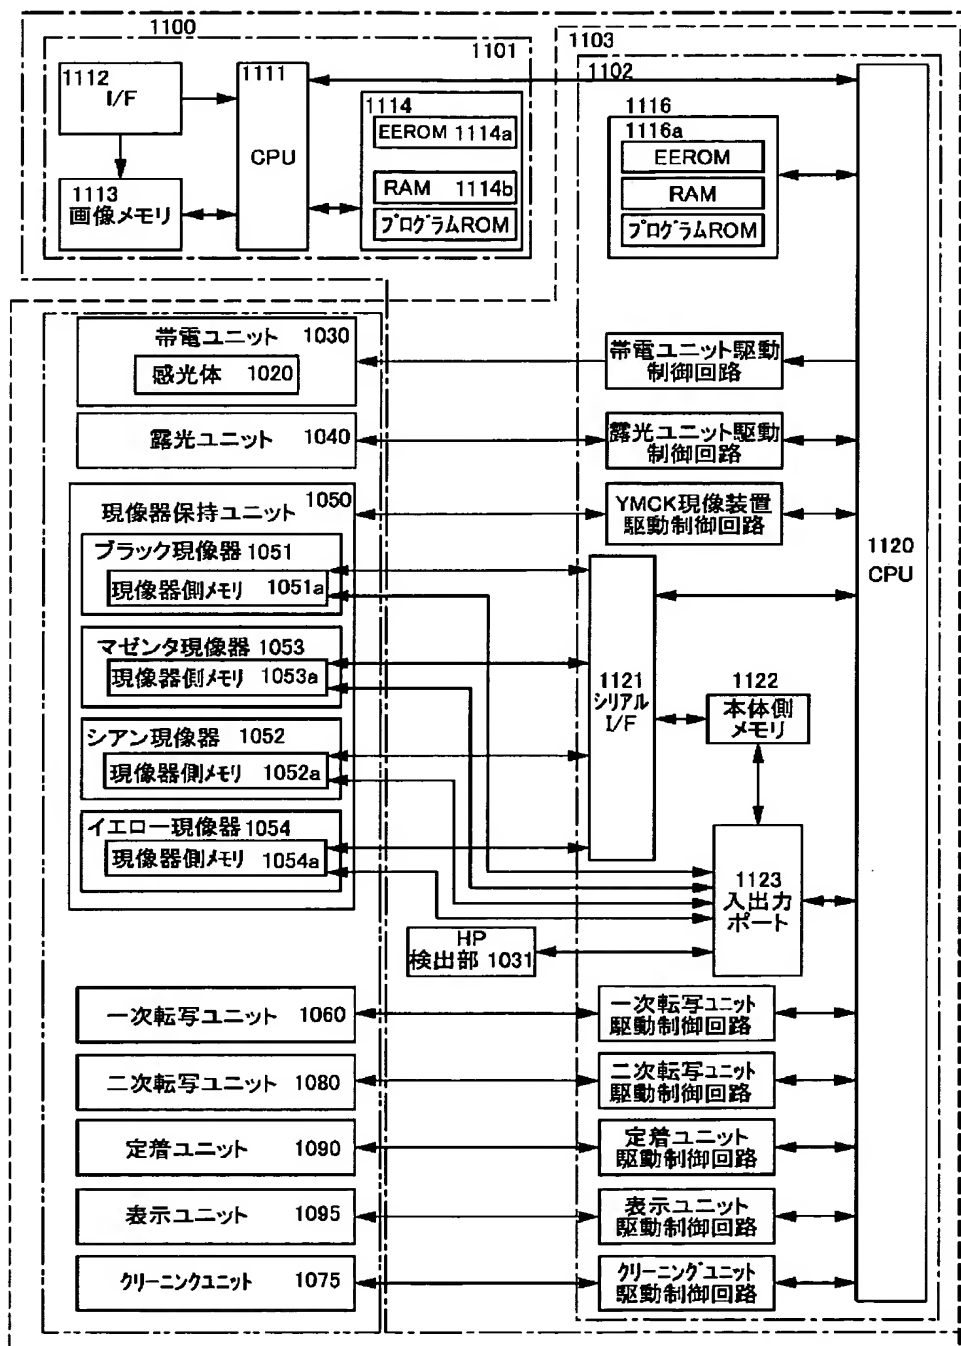 1100
1101
1112
I/F
1111
CPU
1113
画像メモリ
1114
EEROM 1114a
RAM 1114b
プログラムROM
1103
1102
1116
1116a
EEROM
RAM
プログラムROM
1120
CPU
帯電ユニット 1030
感光体 1020
帯電ユニット駆動
制御回路
露光ユニット 1040
露光ユニット駆動
制御回路
現像器保持ユニット 1050
YMCK現像装置
駆動制御回路
ブラック現像器 1051
現像器側メモリ 1051a
マゼンタ現像器 1053
現像器側メモリ 1053a
シアン現像器 1052
現像器側メモリ 1052a
イエロー現像器 1054
現像器側メモリ 1054a
1121
シリアル
I/F
1122
本体側
メモリ
1123
入出力
ポート
HP
検出部 1031
一次転写ユニット 1060
一次転写ユニット
駆動制御回路
二次転写ユニット 1080
二次転写ユニット
駆動制御回路
定着ユニット 1090
定着ユニット
駆動制御回路
表示ユニット 1095
表示ユニット
駆動制御回路
クリーニングユニット 1075
クリーニングユニット
駆動制御回路